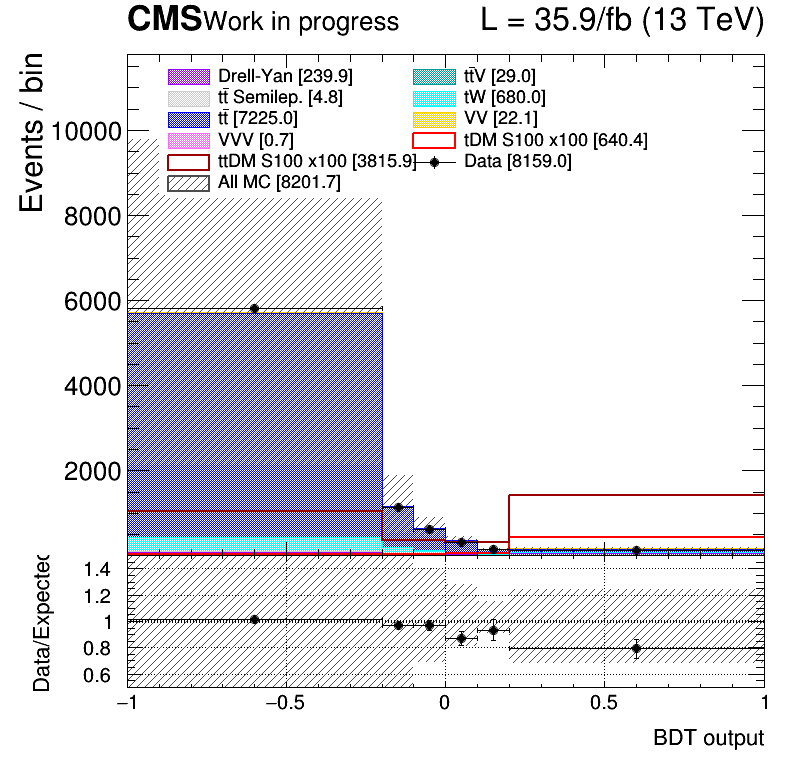 CMS Work in progress L = 35.9/fb (13 TeV)
Events / bin
10000
8000
6000
4000
2000
Drell-Yan [239.9] tt̄V [29.0]
tt̄ Semilep. [4.8] tW [680.0]
tt̄ [7225.0] VV [22.1]
VVV [0.7] tDM S100 x100 [640.4]
ttDM S100 x100 [3815.9] Data [8159.0]
All MC [8201.7]
Data/Expected
1.4
1.2
1
0.8
0.6
−1 −0.5 0 0.5 1
BDT output